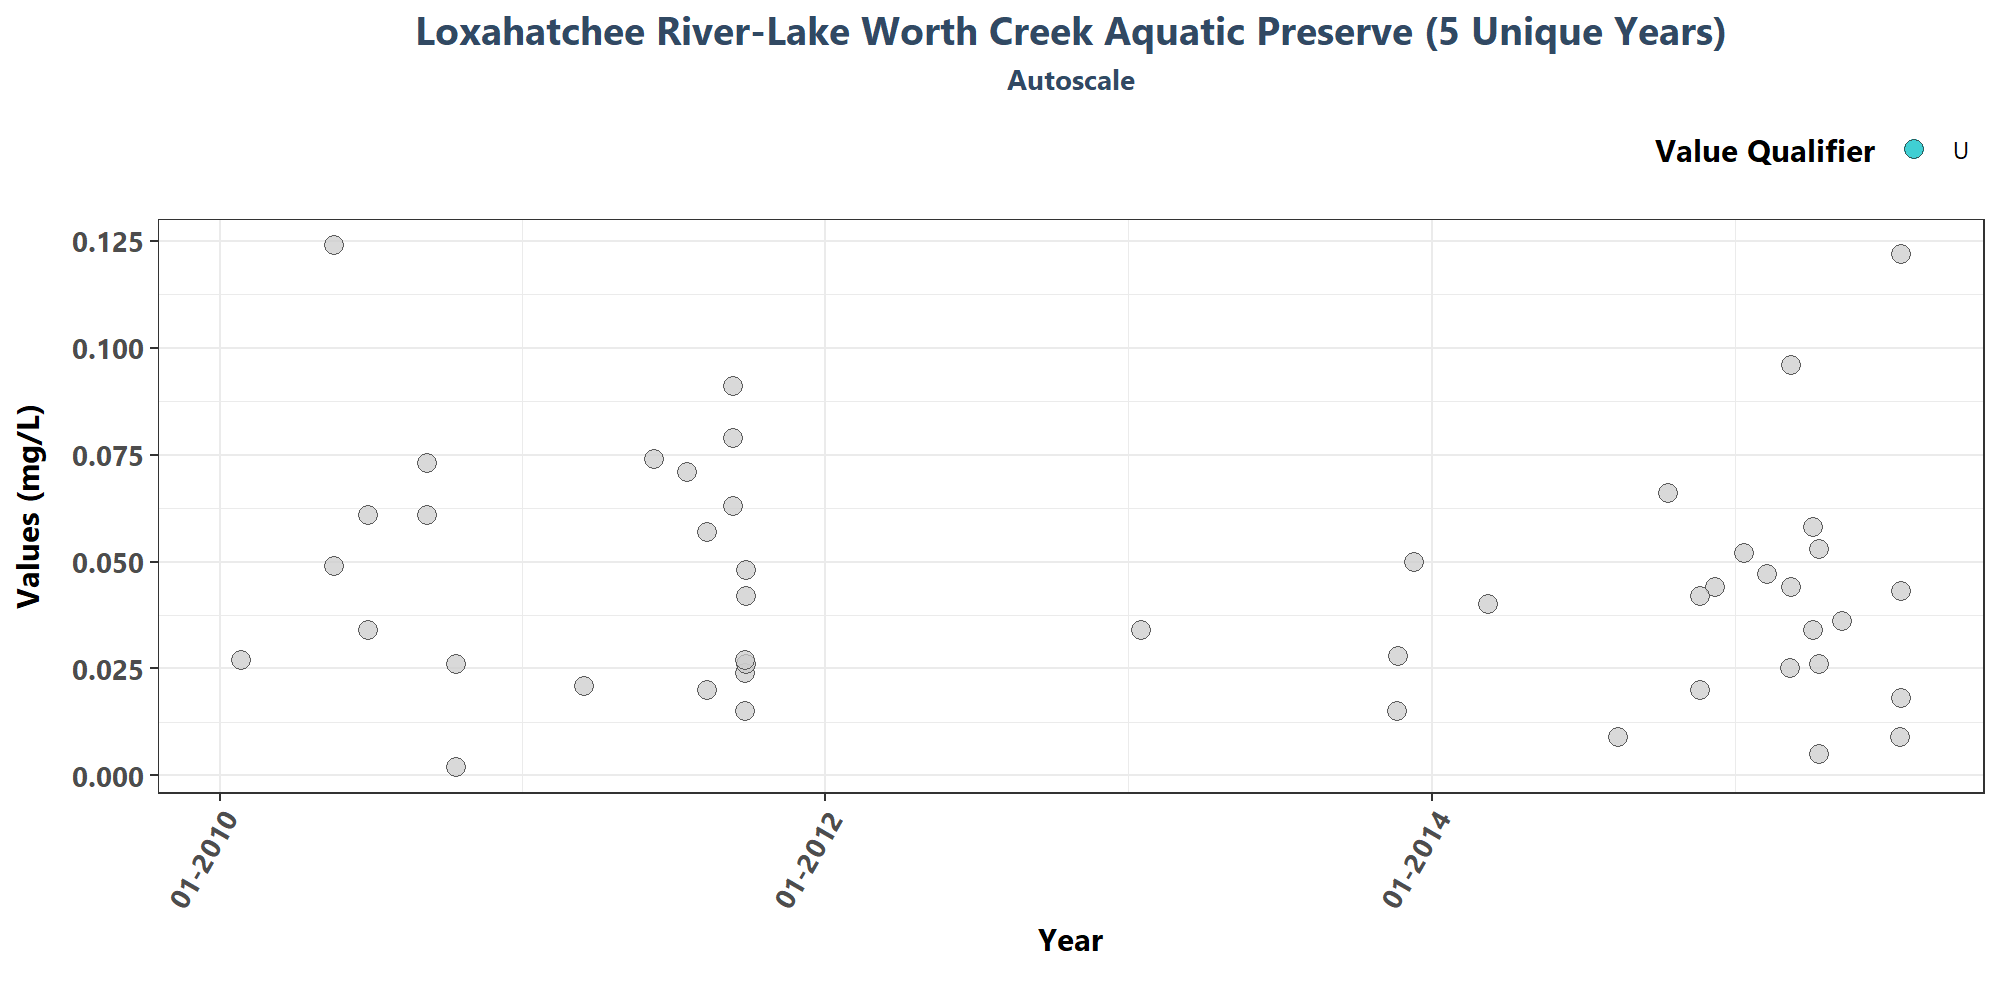 Loxahatchee River-Lake Worth Creek Aquatic Preserve (5 Unique Years)
Autoscale
Value Qualifier U
Values (mg/L)
0.125
0.100
0.075
0.050
0.025
0.000
01-2010
01-2012
01-2014
Year